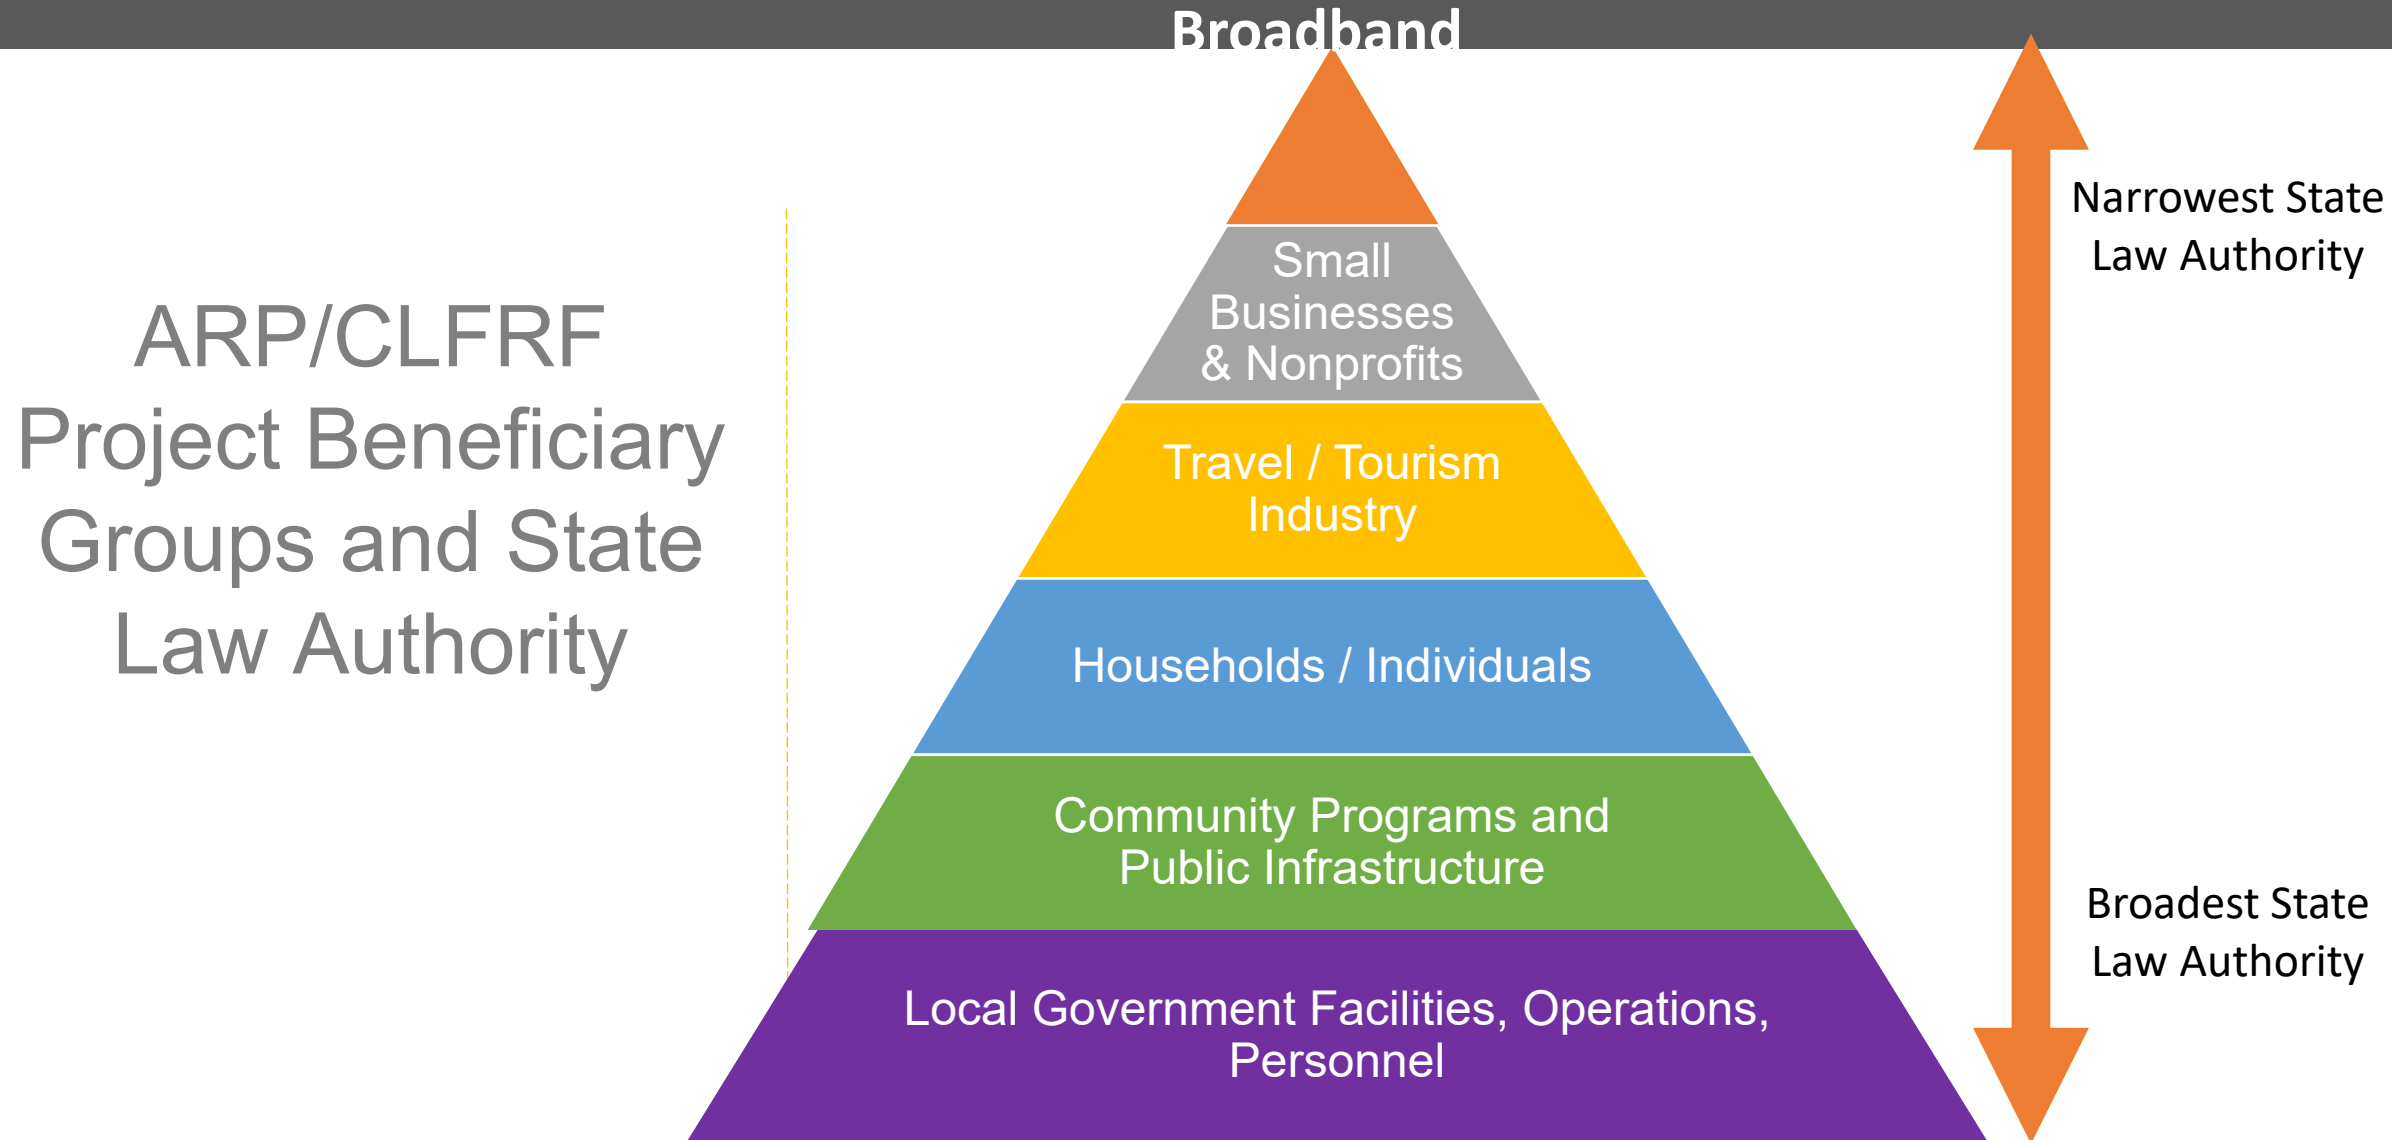 Broadband
ARP/CLFRF
Project Beneficiary
Groups and State
Law Authority
Small
Businesses
& Nonprofits
Travel / Tourism
Industry
Households / Individuals
Community Programs and
Public Infrastructure
Local Government Facilities, Operations,
Personnel
Narrowest State
Law Authority
Broadest State
Law Authority